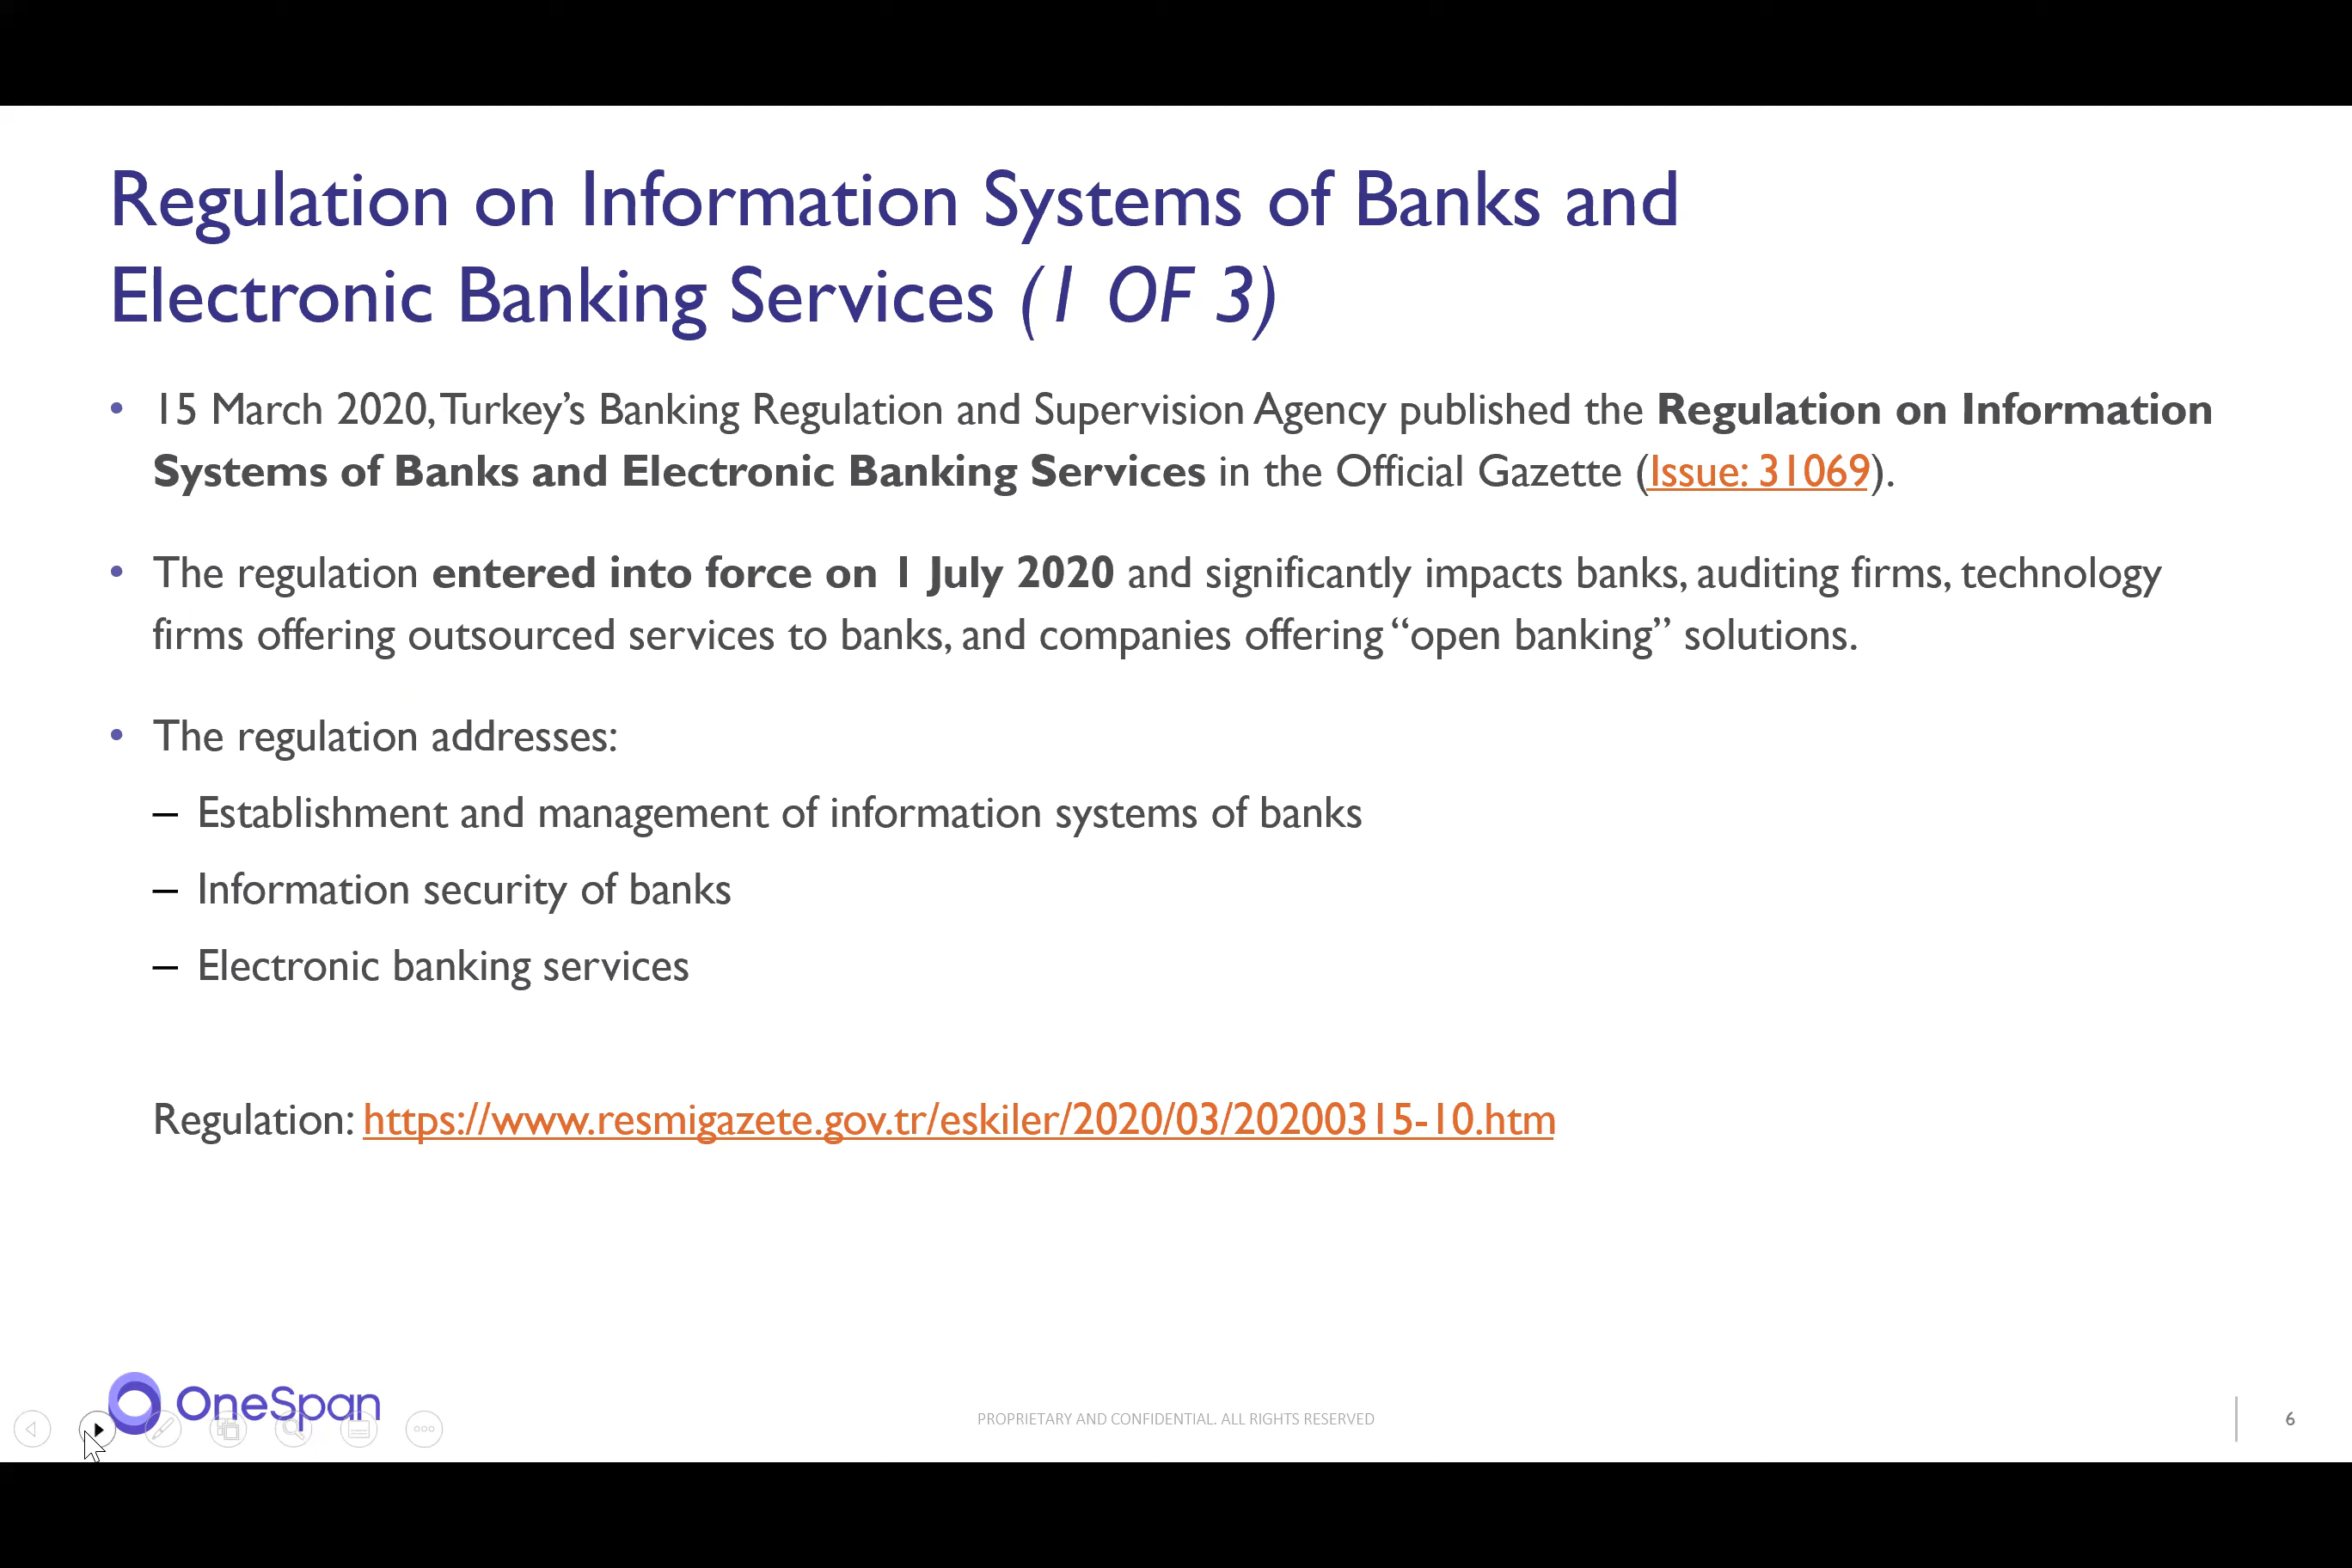 Regulation on Information Systems of Banks and
Electronic Banking Services (1 OF 3)
• 15 March 2020, Turkey’s Banking Regulation and Supervision Agency published the Regulation on Information
Systems of Banks and Electronic Banking Services in the Official Gazette (Issue: 31069).
• The regulation entered into force on 1 July 2020 and significantly impacts banks, auditing firms, technology
firms offering outsourced services to banks, and companies offering “open banking” solutions.
• The regulation addresses:
– Establishment and management of information systems of banks
– Information security of banks
– Electronic banking services
Regulation: https://www.resmigazete.gov.tr/eskiler/2020/03/20200315-10.htm
OneSpan
PROPRIETARY AND CONFIDENTIAL. ALL RIGHTS RESERVED
6